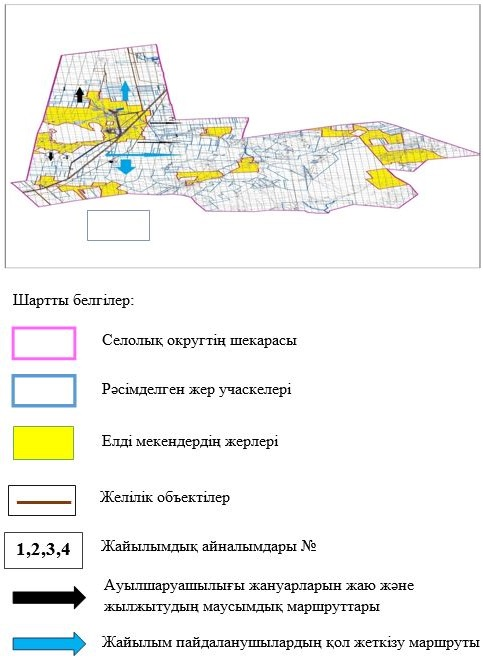 Шартты белгілер:
Селолық округтің шекарасы
Рәсімделген жер учаскелері
Елді мекендердің жерлері
Желілік объектілер
1,2,3,4 Жайылымдық айналымдары №
Ауылшаруашылығы жануарларын жаю және
жылжытудың маусымдық маршруттары
Жайылым пайдаланушылардың қол жеткізу маршруты